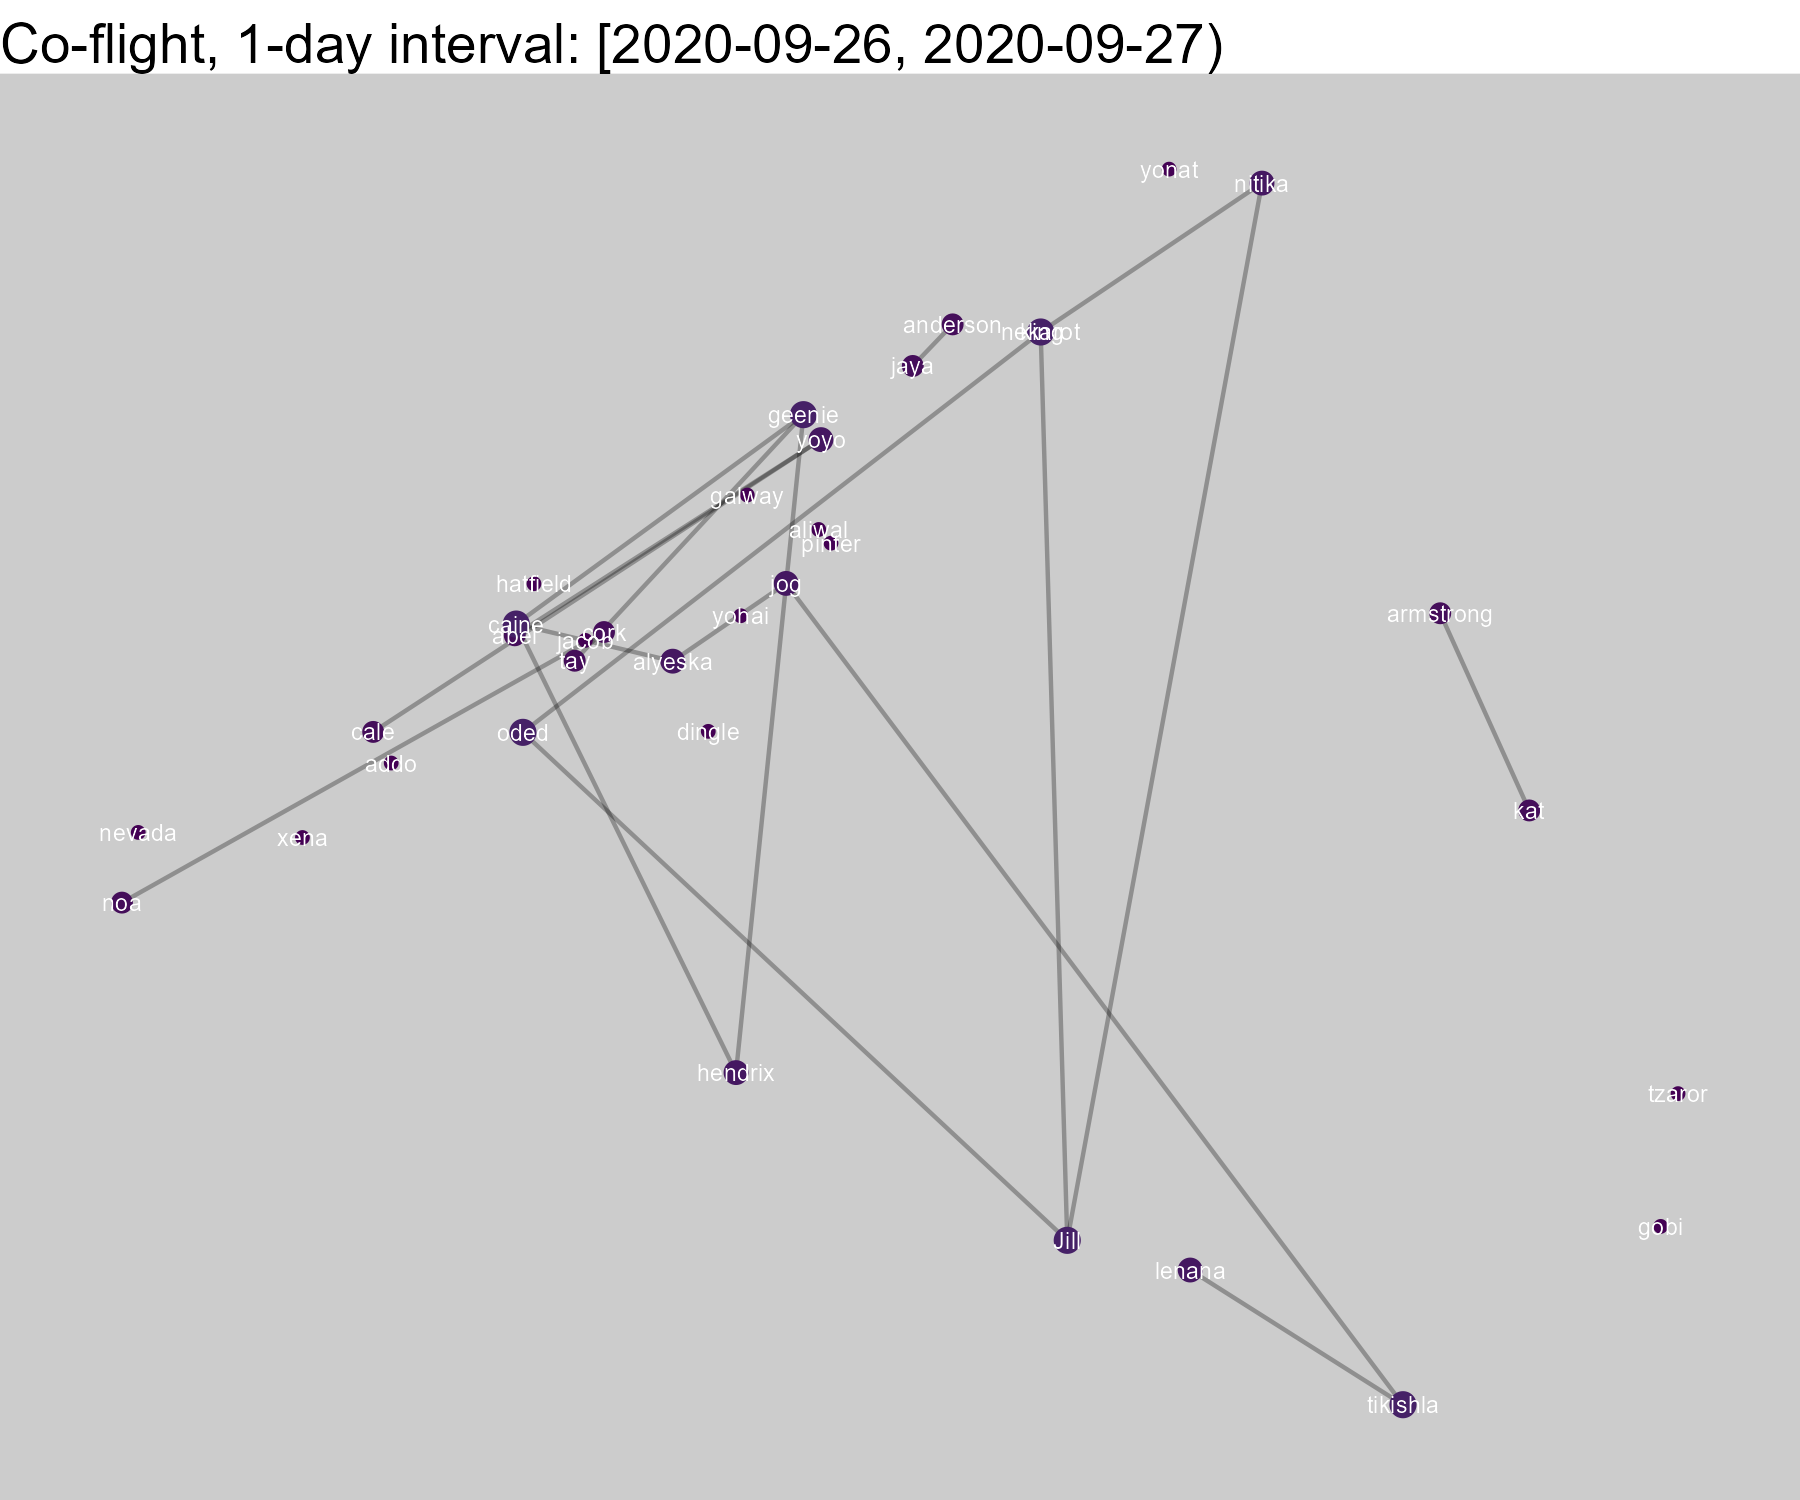 Co-flight, 1-day interval: [2020-09-26, 2020-09-27)
yonat
nitika
anderson
jaya
geenie
yoyo
galway
aliwal
pinter
hatfield
jog
caine
abel
yohai
cork
jacob
tay
alyeska
armstrong
cale
oded
dingle
addo
kat
nevada
xena
noa
hendrix
tzaror
gobi
Jill
lenana
tikishla